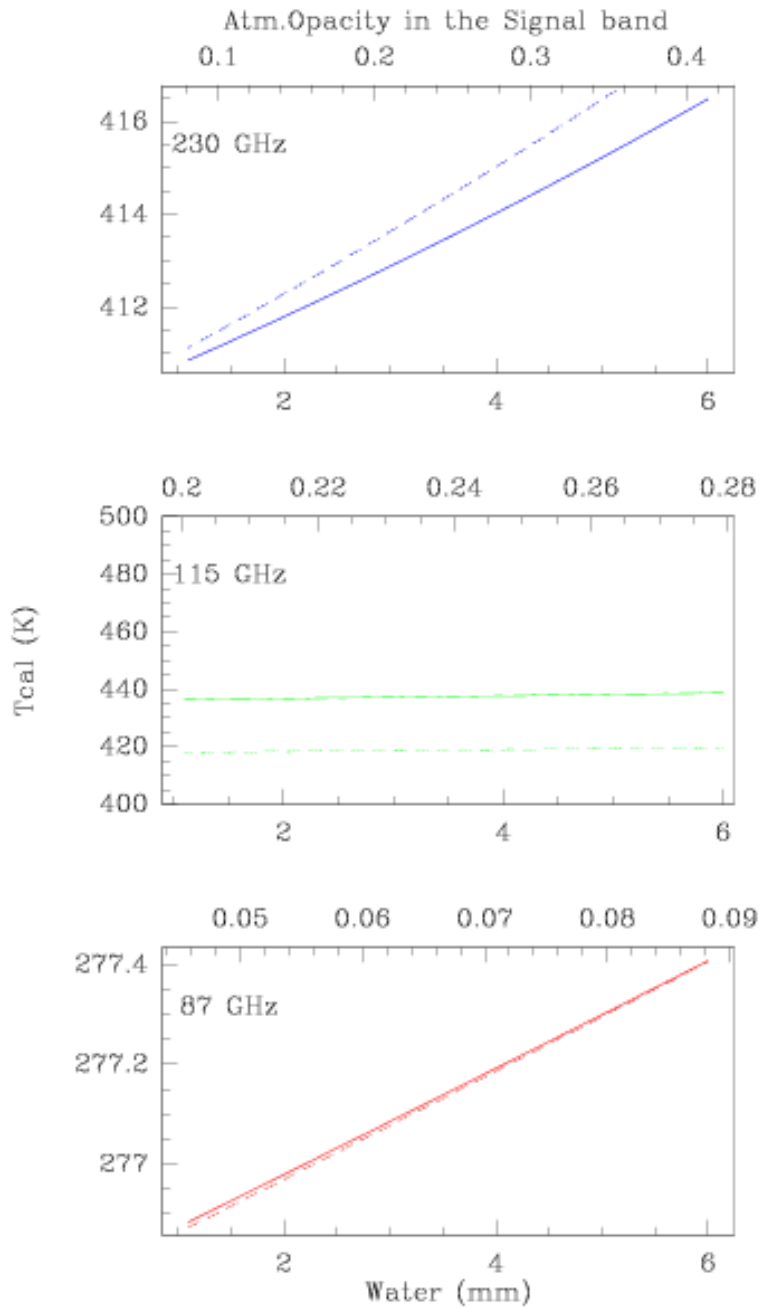 Atm.Opacity in the Signal band
0.1 0.2 0.3 0.4
416
230 GHz
414
412
2 4 6
0.2 0.22 0.24 0.26 0.28
500
480
115 GHz
460
Tcal (K)
440
420
400
2 4 6
0.05 0.06 0.07 0.08 0.09
277.4
87 GHz
277.2
277
2 4 6
Water (mm)